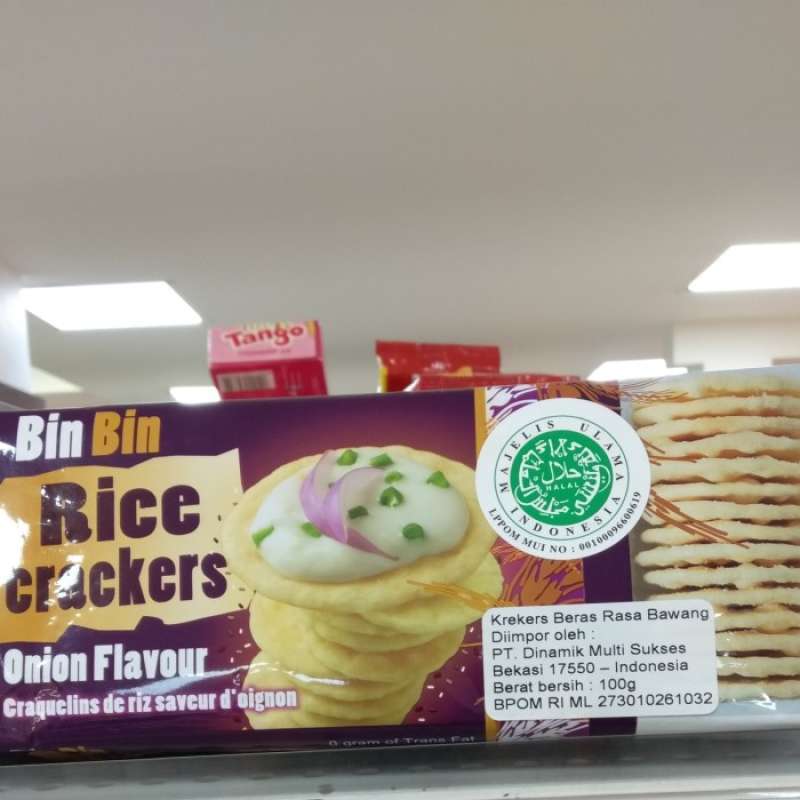 Tango
Bin Bin
Rice
crackers
Onion Flavour
Craquelins de riz saveur d'oignon
0 gram of Trans Fat
MAJELIS ULAMA
INDONESIA
حلال
HALAL
LPPOM MUI NO : 00100096600619
Krekers Beras Rasa Bawang
Diimpor oleh :
PT. Dinamik Multi Sukses
Bekasi 17550 – Indonesia
Berat bersih : 100g
BPOM RI ML 273010261032